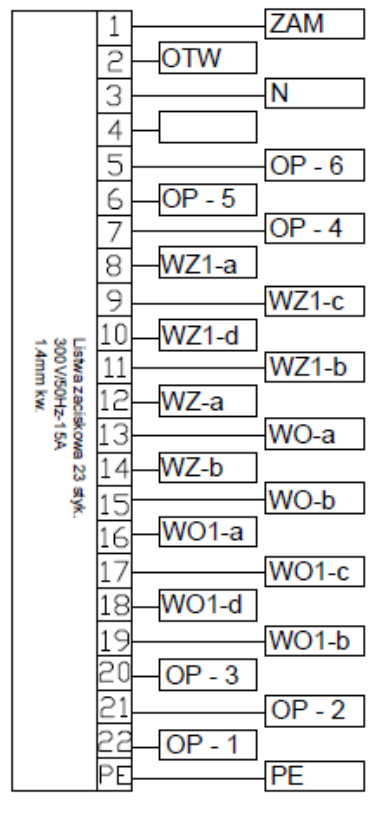 1 ZAM
2 OTW
3 N
4
5 OP - 6
6 OP - 5
7 OP - 4
8 WZ1-a
9 WZ1-c
10 WZ1-d
11 WZ1-b
12 WZ-a
13 WO-a
14 WZ-b
15 WO-b
16 WO1-a
17 WO1-c
18 WO1-d
19 WO1-b
20 OP - 3
21 OP - 2
22 OP - 1
PE PE
Listwa zaciskowa 23 styk.
300V/50Hz-15A
1.4mm kw.